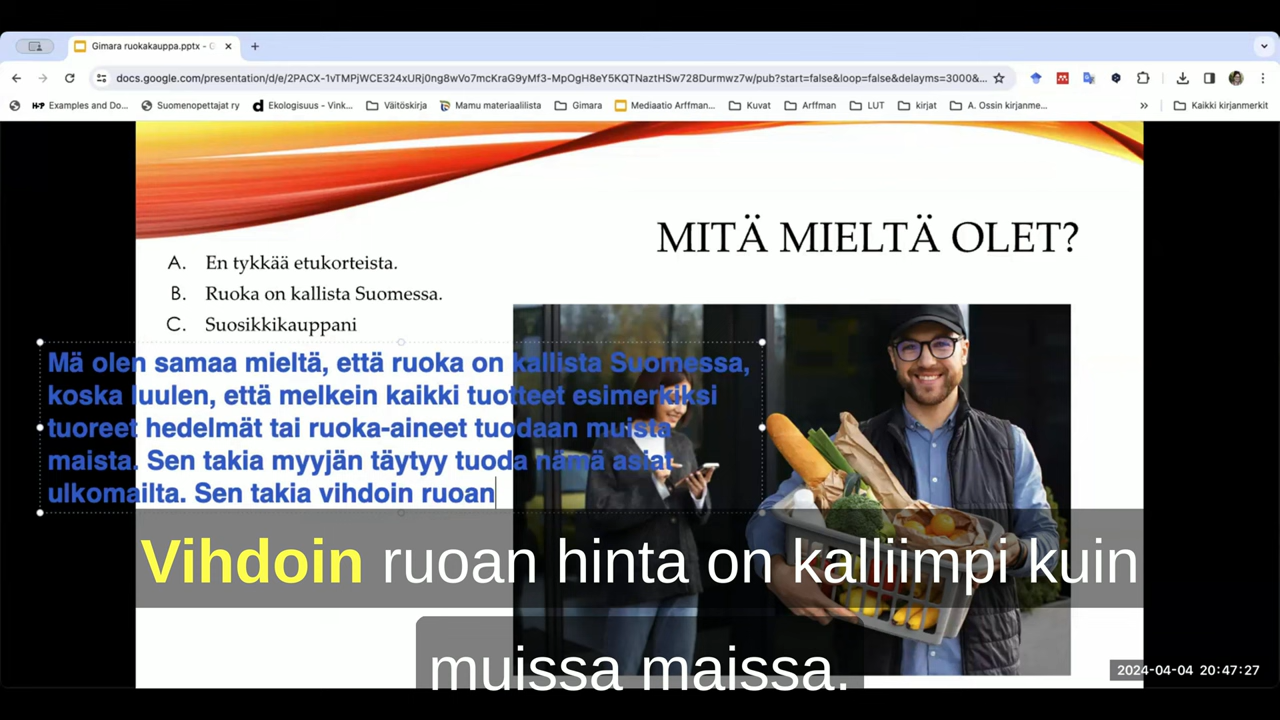 Gimara ruokakauppa.pptx - G
docs.google.com/presentation/d/e/2PACX-1vTMPjWCE324xURj0ng8wVo7mcKraG9yMf3-MpOgH8eY5KQTNaztHSw728Durmwz7w/pub?start=false&loop=false&delayms=3000&...
Examples and Do... Suomenopettajat ry Ekologisuus - Vink... Väitöskirja Mamu materiaalilista Gimara Mediaatio Arffman... Kuvat Arffman LUT kirjat A. Ossin kirjanme... » Kaikki kirjanmerkit
MITÄ MIELTÄ OLET?
A. En tykkää etukorteista.
B. Ruoka on kallista Suomessa.
C. Suosikkikauppani
Mä olen samaa mieltä, että ruoka on kallista Suomessa,
koska luulen, että melkein kaikki tuotteet esimerkiksi
tuoreet hedelmät tai ruoka-aineet tuodaan muista
maista. Sen takia myyjän täytyy tuoda nämä asiat
ulkomailta. Sen takia vihdoin ruoan
Vihdoin ruoan hinta on kalliimpi kuin
muissa maissa.
2024-04-04 20:47:27